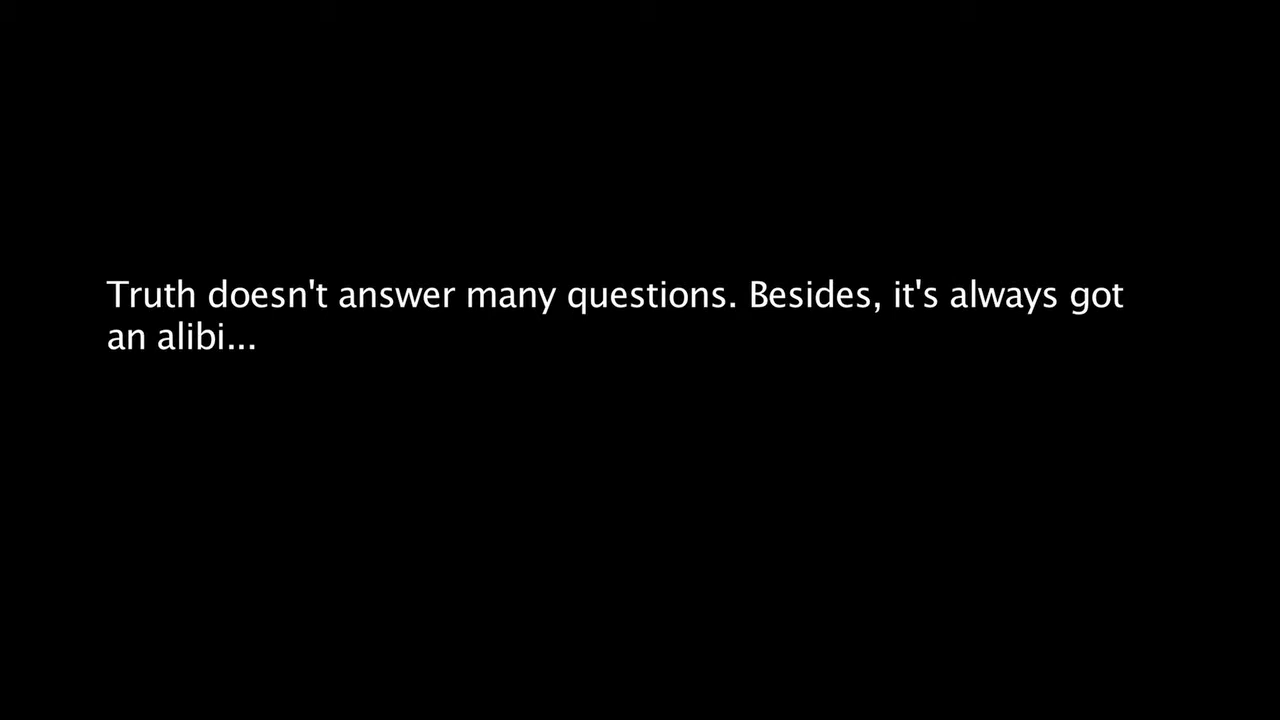 Truth doesn't answer many questions. Besides, it's always got
an alibi...